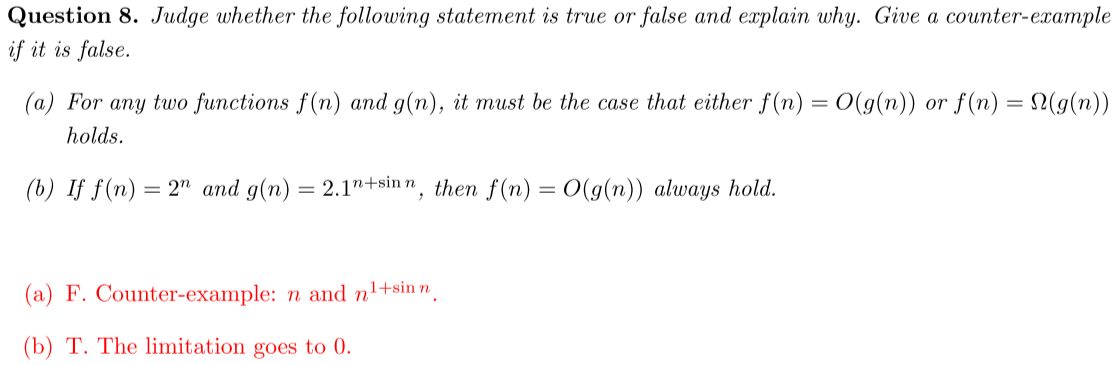 Question 8. Judge whether the following statement is true or false and explain why. Give a counter-example
if it is false.
(a) For any two functions f(n) and g(n), it must be the case that either f(n) = O(g(n)) or f(n) = Ω(g(n))
holds.
(b) If f(n) = 2ⁿ and g(n) = 2.1^{n+sin n}, then f(n) = O(g(n)) always hold.
(a) F. Counter-example: n and n^{1+sin n}.
(b) T. The limitation goes to 0.